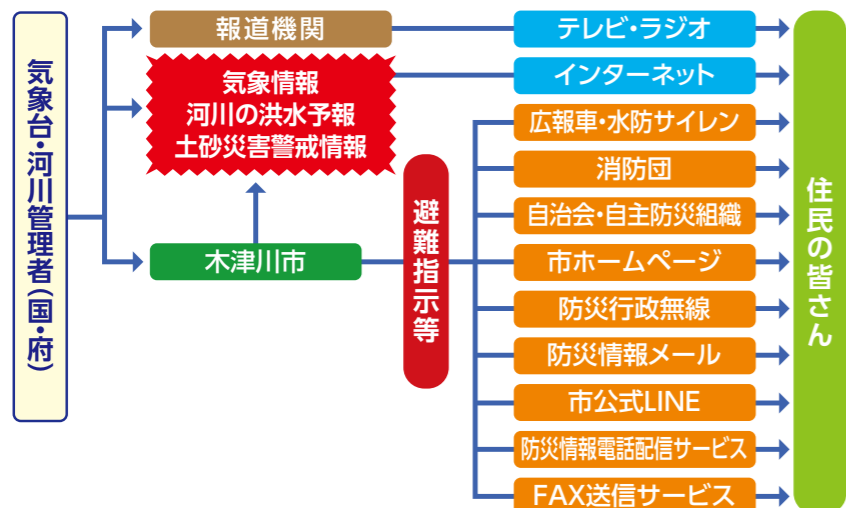 気象台・河川管理者(国・府)
報道機関
気象情報
河川の洪水予報
土砂災害警戒情報
木津川市
避難指示等
テレビ・ラジオ
インターネット
広報車・水防サイレン
消防団
自治会・自主防災組織
市ホームページ
防災行政無線
防災情報メール
市公式LINE
防災情報電話配信サービス
FAX送信サービス
住民の皆さん